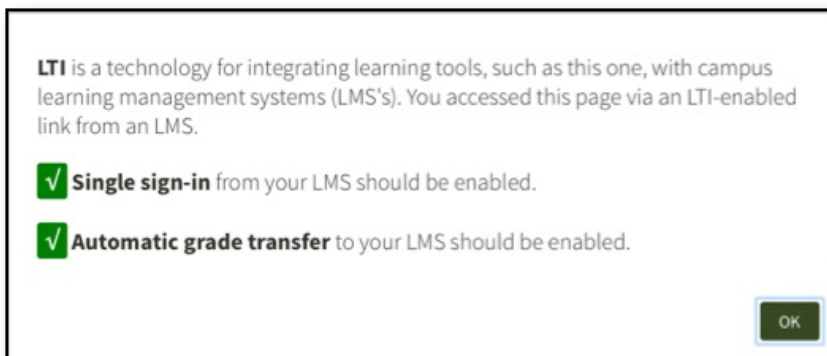 LTI is a technology for integrating learning tools, such as this one, with campus
learning management systems (LMS's). You accessed this page via an LTI-enabled
link from an LMS.
√ Single sign-in from your LMS should be enabled.
√ Automatic grade transfer to your LMS should be enabled.
OK